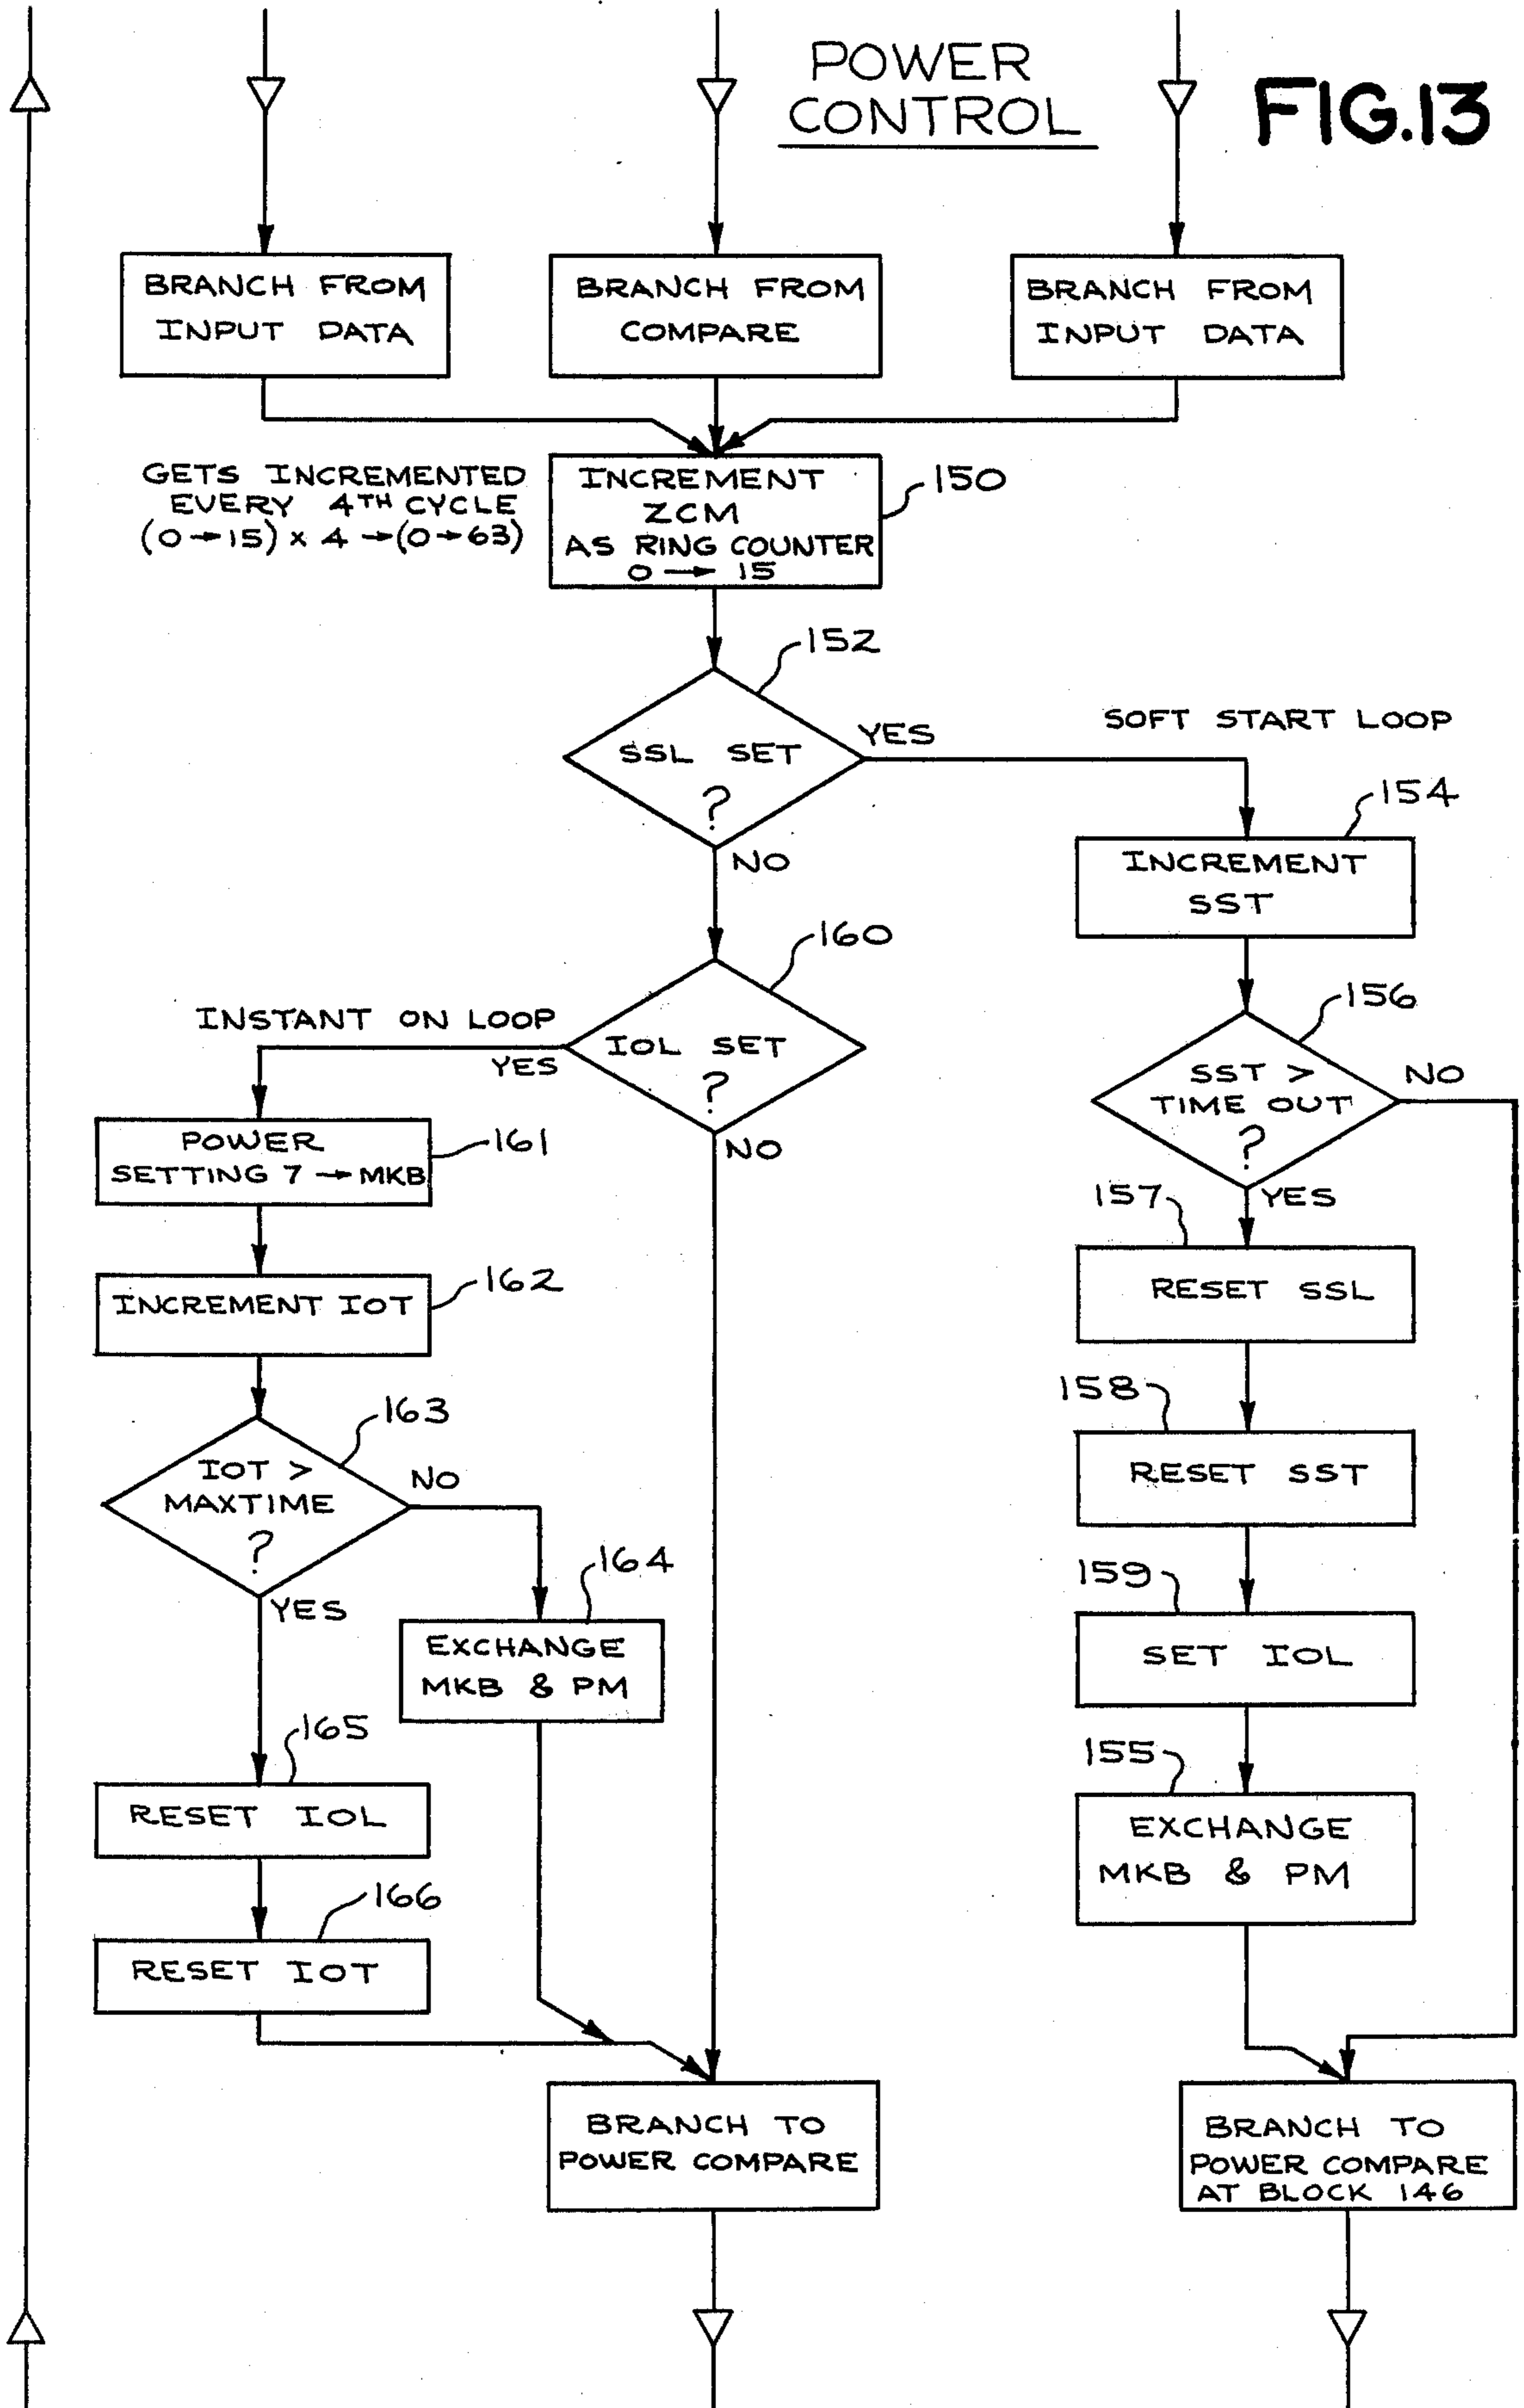 POWER
CONTROL
FIG.13
BRANCH FROM
INPUT DATA
BRANCH FROM
COMPARE
BRANCH FROM
INPUT DATA
GETS INCREMENTED
EVERY 4TH CYCLE
(0→15) x 4 →(0→63)
INCREMENT
ZCM
AS RING COUNTER
0 → 15
150
152
SSL SET
?
YES
NO
SOFT START LOOP
154
INCREMENT
SST
160
IOL SET
?
INSTANT ON LOOP
YES
NO
156
SST >
TIME OUT
?
NO
YES
161
POWER
SETTING 7 → MKB
157
RESET SSL
162
INCREMENT IOT
158
RESET SST
163
IOT >
MAXTIME
?
NO
YES
164
EXCHANGE
MKB & PM
159
SET IOL
165
RESET IOL
155
EXCHANGE
MKB & PM
166
RESET IOT
BRANCH TO
POWER COMPARE
BRANCH TO
POWER COMPARE
AT BLOCK 146